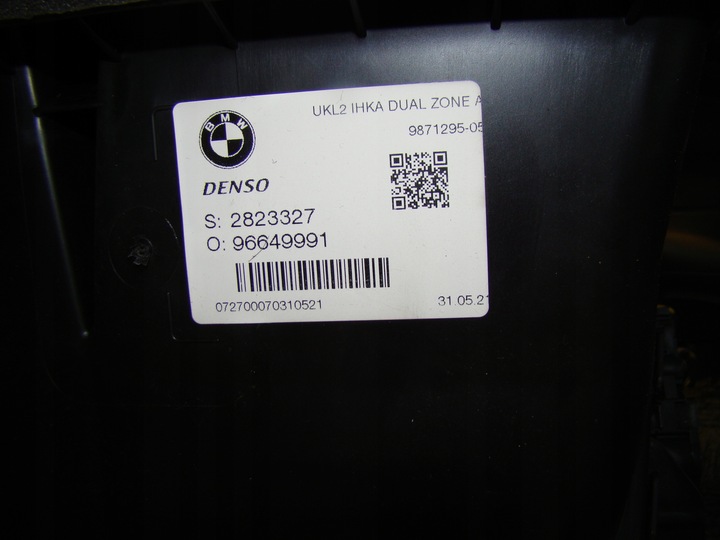 UKL2 IHKA DUAL ZONE A
9871295-05
BMW
DENSO
S: 2823327
O: 96649991
072700070310521
31.05.21